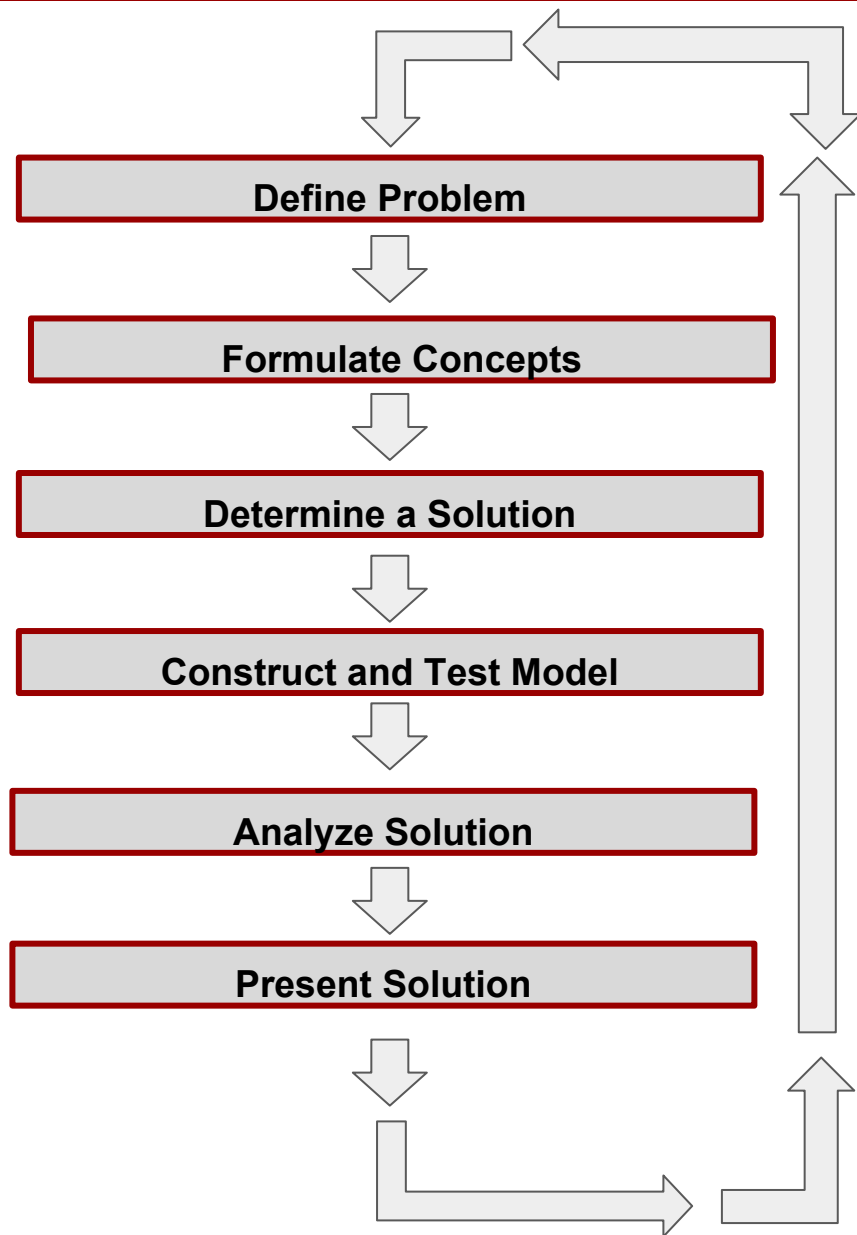 Define Problem
Formulate Concepts
Determine a Solution
Construct and Test Model
Analyze Solution
Present Solution